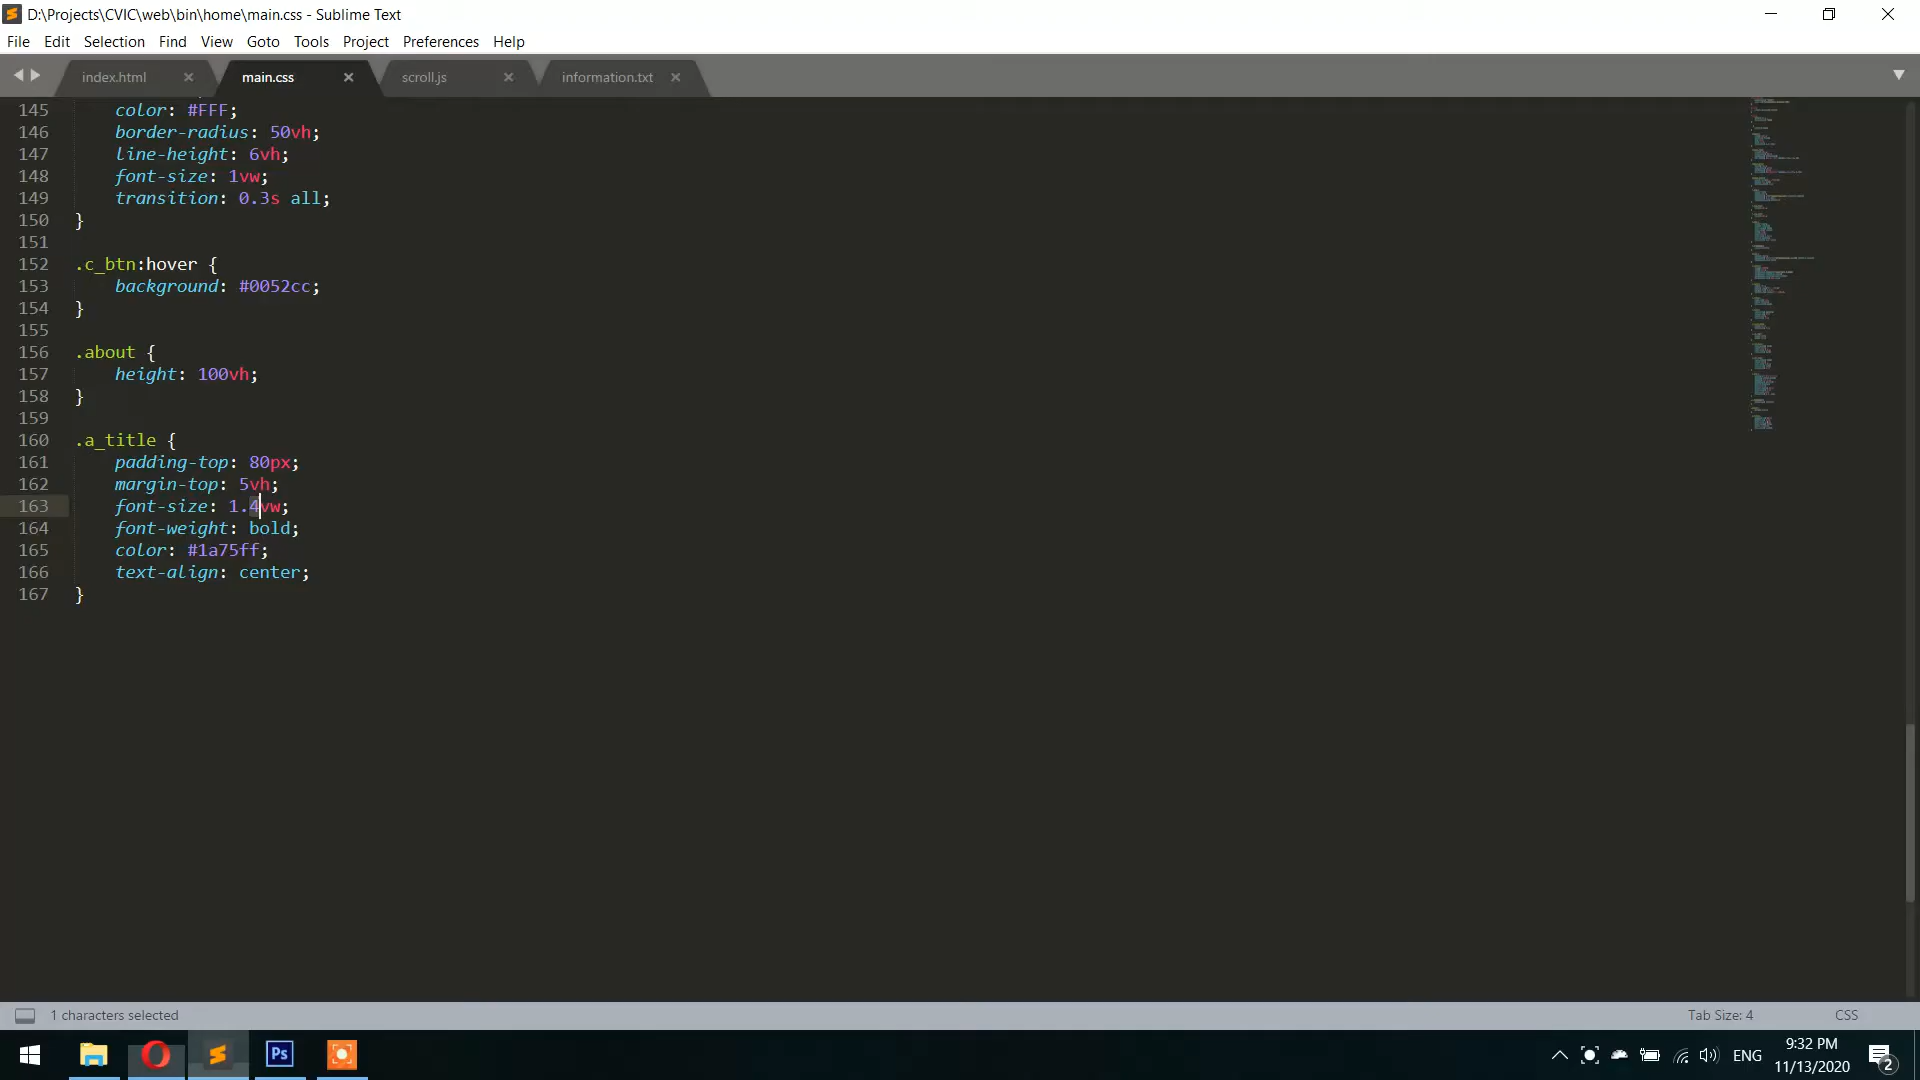 D:\Projects\CVIC\web\bin\home\main.css - Sublime Text
File Edit Selection Find View Goto Tools Project Preferences Help
index.html main.css scroll.js information.txt
145 color: #FFF;
146 border-radius: 50vh;
147 line-height: 6vh;
148 font-size: 1vw;
149 transition: 0.3s all;
150 }
151
152 .c_btn:hover {
153 background: #0052cc;
154 }
155
156 .about {
157 height: 100vh;
158 }
159
160 .a_title {
161 padding-top: 80px;
162 margin-top: 5vh;
163 font-size: 1.4vw;
164 font-weight: bold;
165 color: #1a75ff;
166 text-align: center;
167 }
1 characters selected Tab Size: 4 CSS
Ps ENG 9:32 PM
11/13/2020 2